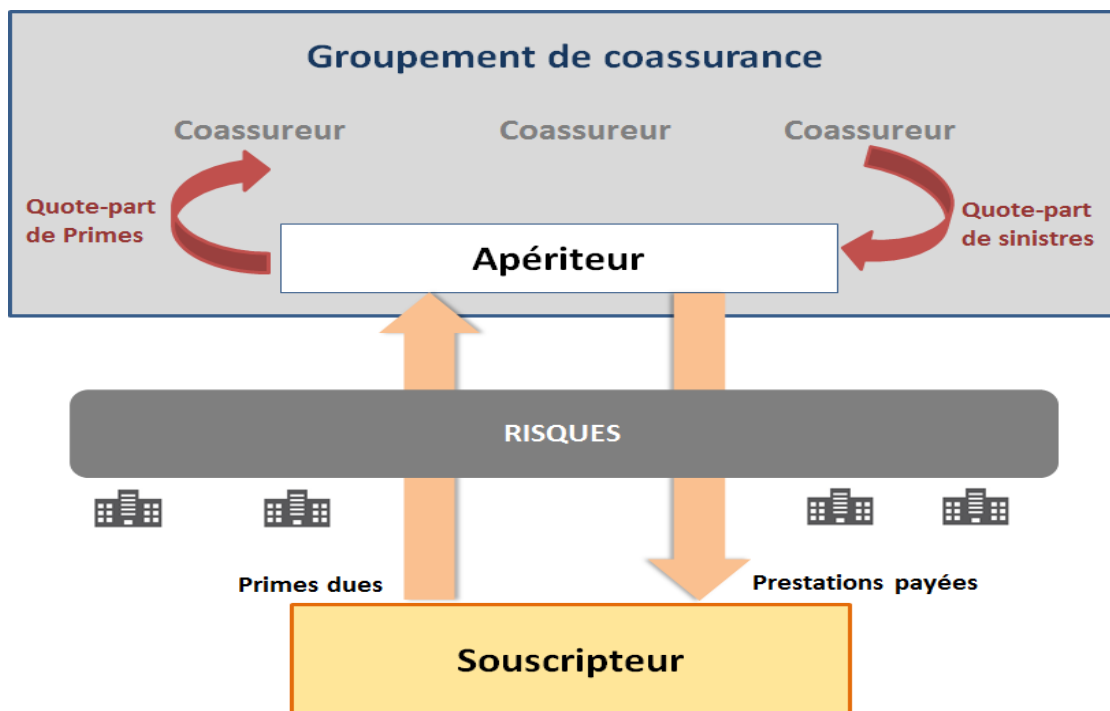 Groupement de coassurance
Coassureur
Coassureur
Coassureur
Quote-part
de Primes
Quote-part
de sinistres
Apériteur
RISQUES
Primes dues
Prestations payées
Souscripteur